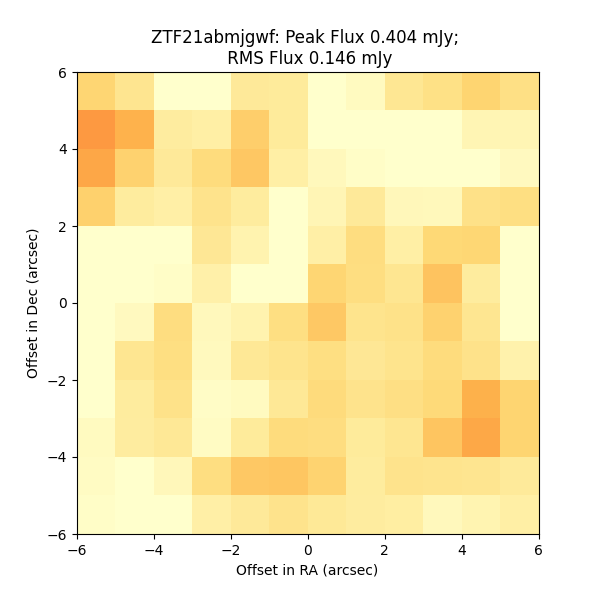 ZTF21abmjgwf: Peak Flux 0.404 mJy;
RMS Flux 0.146 mJy
6
4
2
0
−2
−4
−6
Offset in Dec (arcsec)
−6 −4 −2 0 2 4 6
Offset in RA (arcsec)